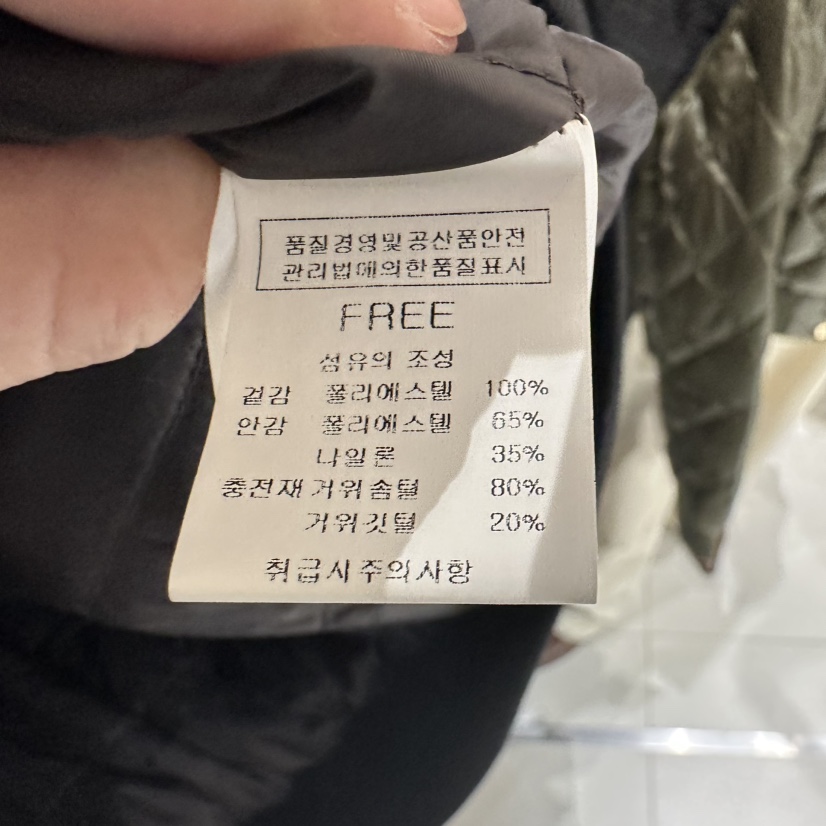 품질경영및공산품안전
관리법에의한품질표시
FREE
섬유의 조성
겉감 폴리에스텔 100%
안감 폴리에스텔 65%
나일론 35%
충전재 거위솜털 80%
거위깃털 20%
취급시주의사항